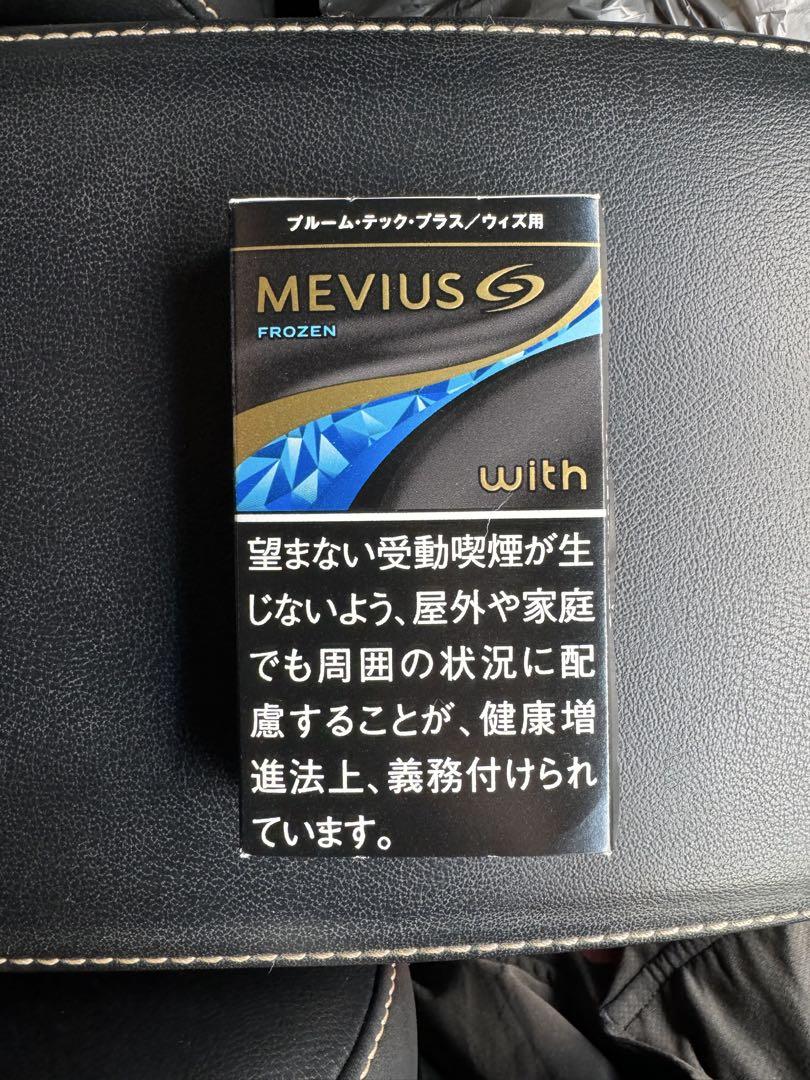 プルーム・テック・プラス/ウィズ用
MEVIUS
FROZEN
with
望まない受動喫煙が生
じないよう、屋外や家庭
でも周囲の状況に配
慮することが、健康増
進法上、義務付けられ
ています。